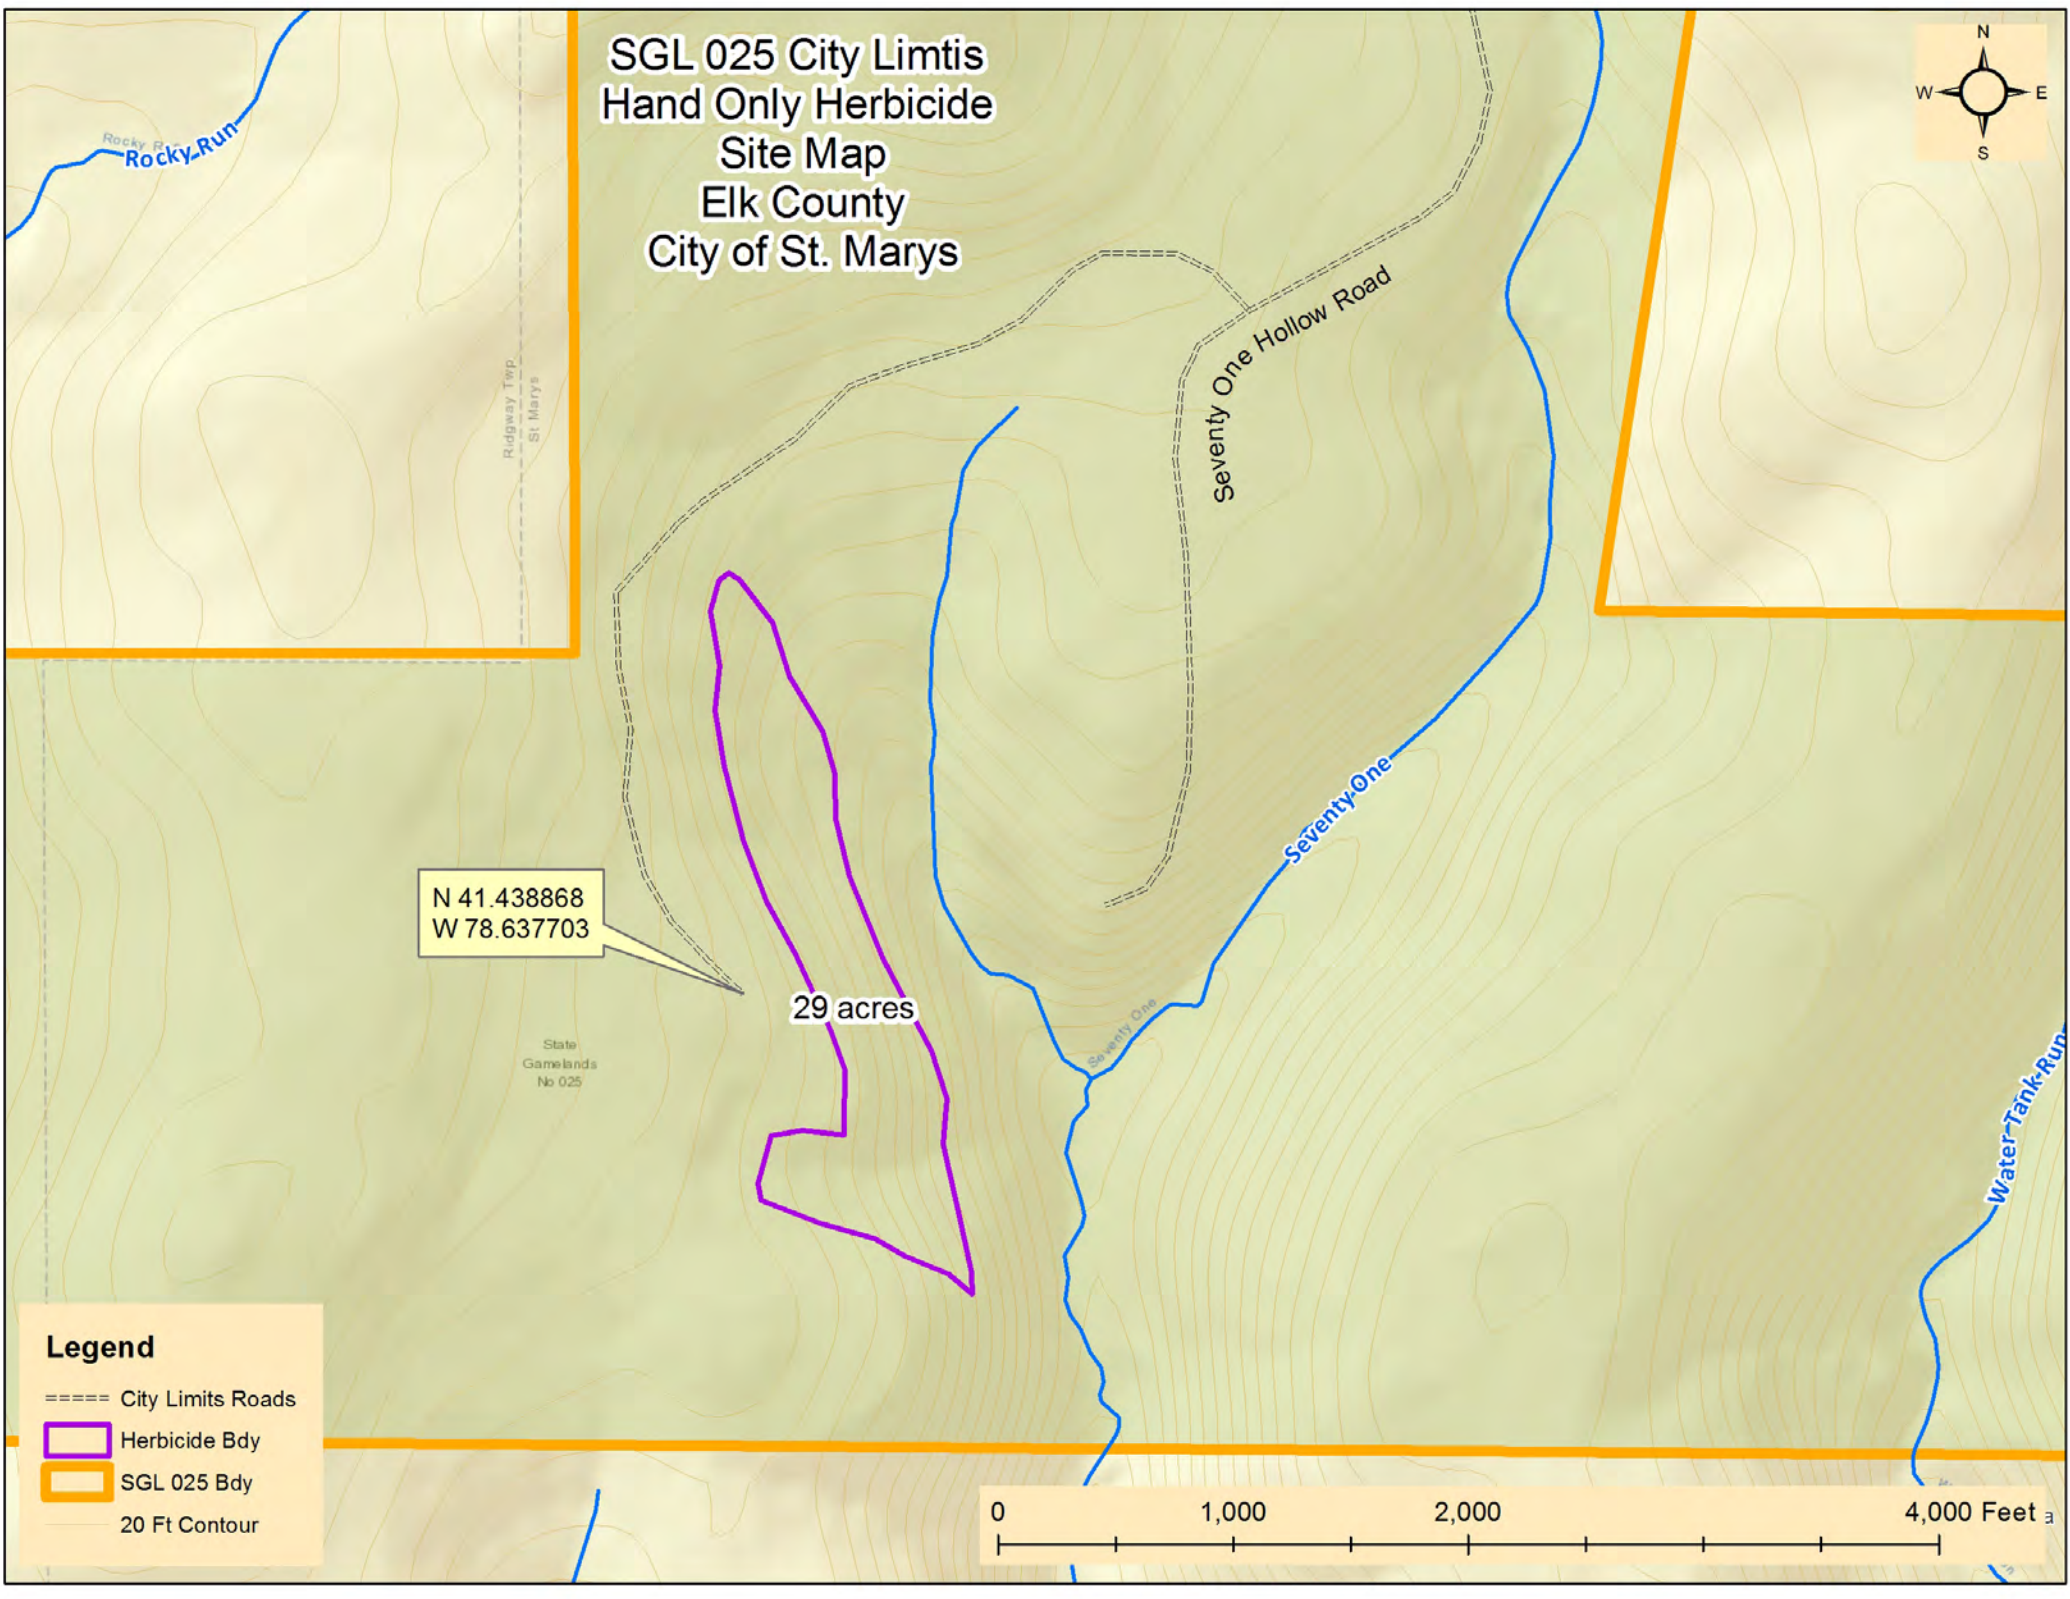 SGL 025 City Limtis
Hand Only Herbicide
Site Map
Elk County
City of St. Marys
N
W
E
S
Rocky Run
Rocky Run
Ridgway Twp
St Marys
Seventy One Hollow Road
Seventy One
N 41.438868
W 78.637703
29 acres
Seventy One
State
Gamelands
No 025
Water Tank Run
Legend
City Limits Roads
Herbicide Bdy
SGL 025 Bdy
20 Ft Contour
0
1,000
2,000
4,000 Feet